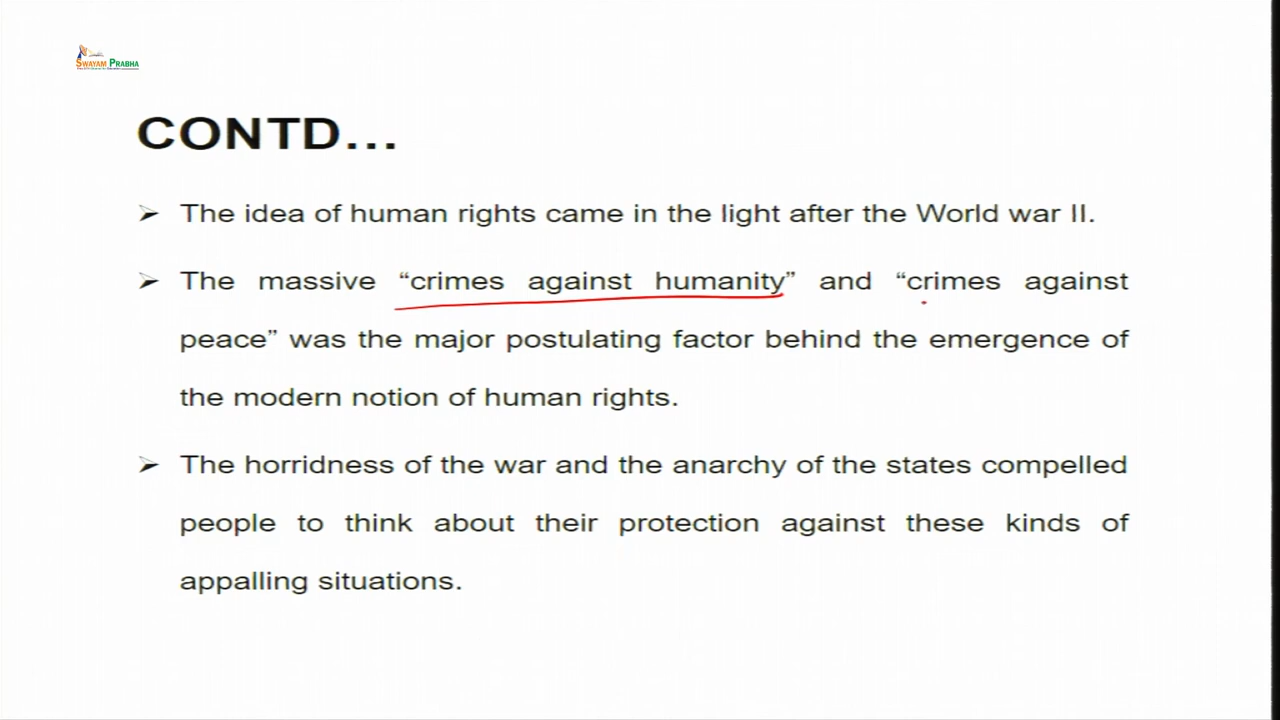 SWAYAM PRABHA
CONTD...
➢ The idea of human rights came in the light after the World war II.
➢ The massive “crimes against humanity” and “crimes against
peace” was the major postulating factor behind the emergence of
the modern notion of human rights.
➢ The horridness of the war and the anarchy of the states compelled
people to think about their protection against these kinds of
appalling situations.